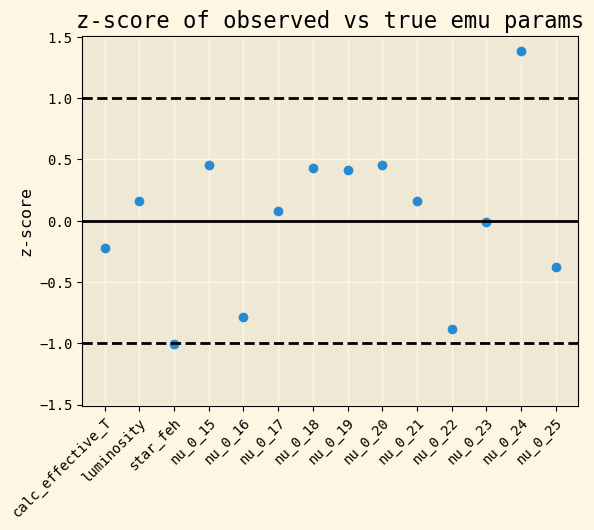 z-score of observed vs true emu params
z-score
1.5
1.0
0.5
0.0
−0.5
−1.0
−1.5
calc_effective_T
luminosity
star_feh
nu_0_15
nu_0_16
nu_0_17
nu_0_18
nu_0_19
nu_0_20
nu_0_21
nu_0_22
nu_0_23
nu_0_24
nu_0_25